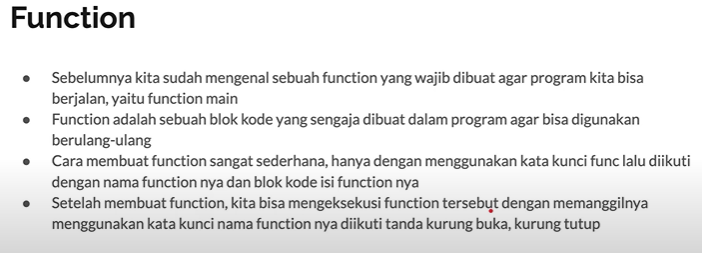 Function
● Sebelumnya kita sudah mengenal sebuah function yang wajib dibuat agar program kita bisa
berjalan, yaitu function main
● Function adalah sebuah blok kode yang sengaja dibuat dalam program agar bisa digunakan
berulang-ulang
● Cara membuat function sangat sederhana, hanya dengan menggunakan kata kunci func lalu diikuti
dengan nama function nya dan blok kode isi function nya
● Setelah membuat function, kita bisa mengeksekusi function tersebut dengan memanggilnya
menggunakan kata kunci nama function nya diikuti tanda kurung buka, kurung tutup